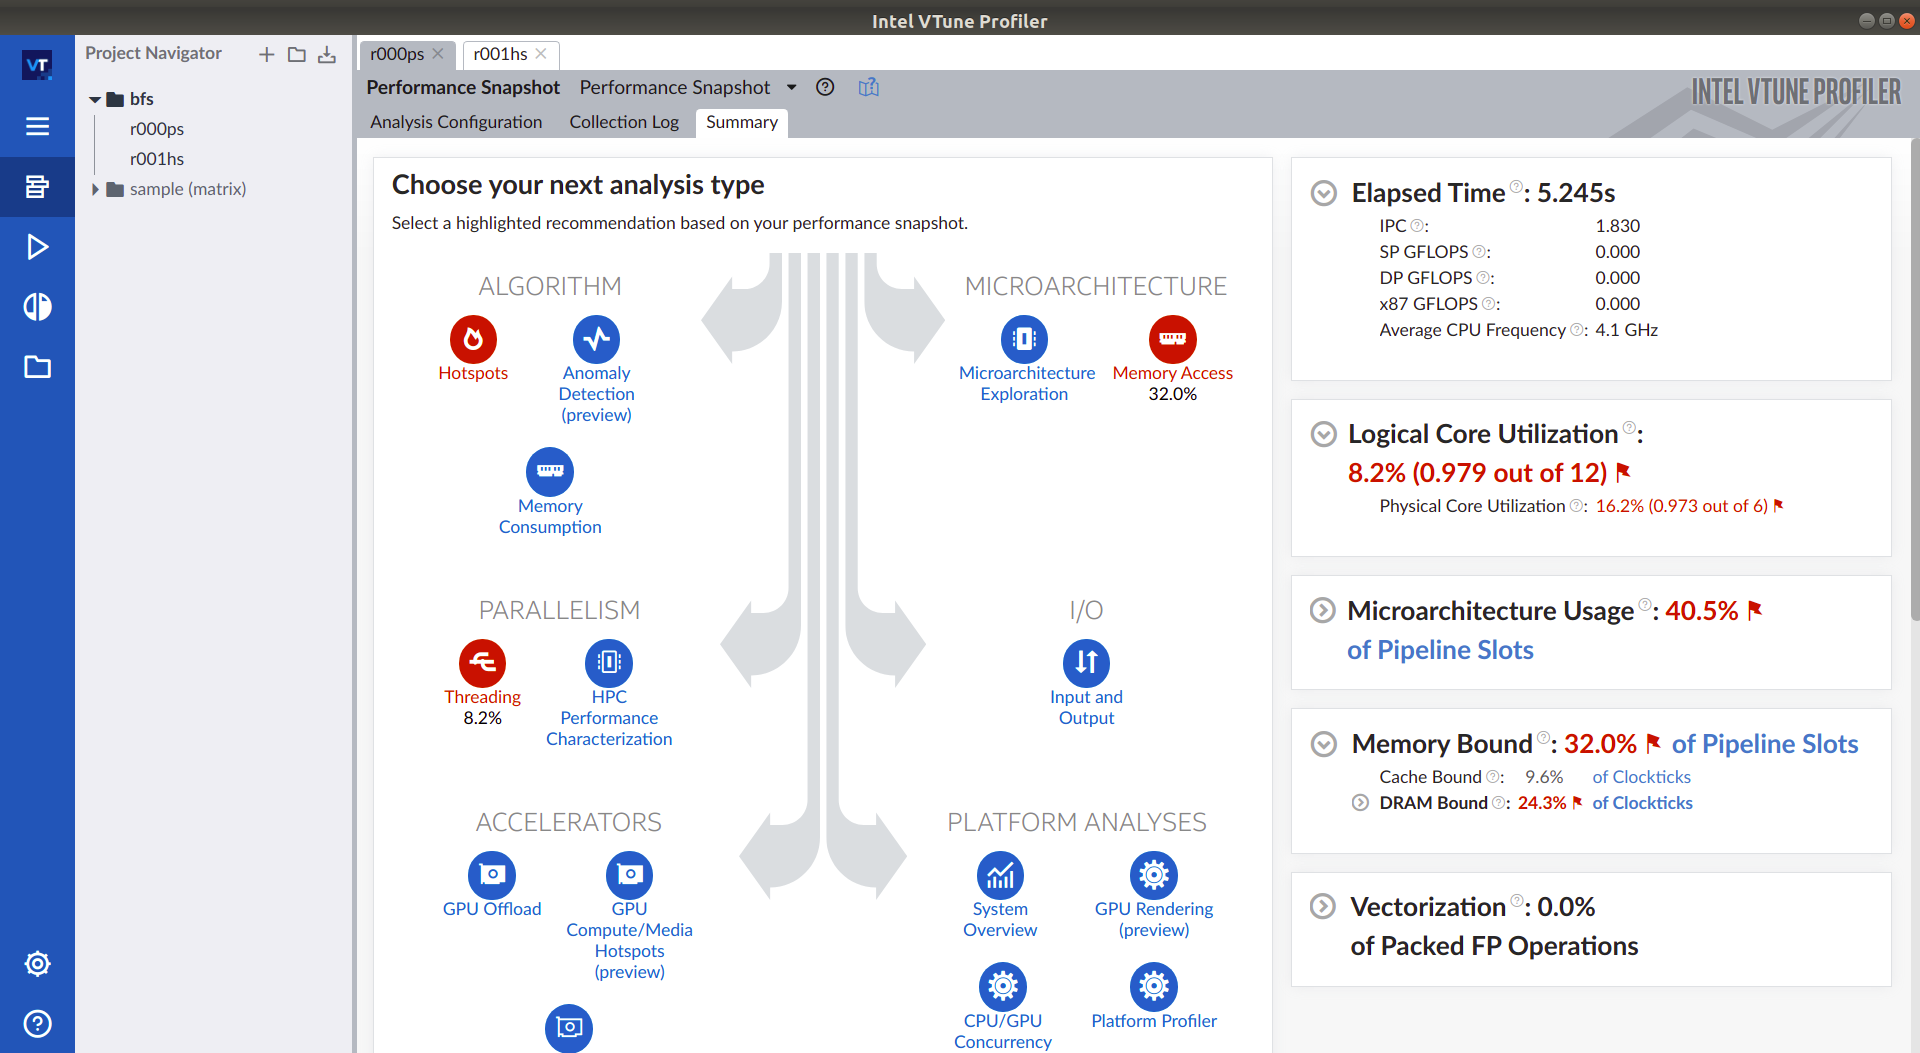 Intel VTune Profiler
VT
Project Navigator
bfs
r000ps
r001hs
sample (matrix)
r000ps
r001hs
Performance Snapshot Performance Snapshot
INTEL VTUNE PROFILER
Analysis Configuration Collection Log Summary
Choose your next analysis type
Select a highlighted recommendation based on your performance snapshot.
ALGORITHM
Hotspots
Anomaly
Detection
(preview)
Memory
Consumption
MICROARCHITECTURE
Microarchitecture
Exploration
Memory Access
32.0%
PARALLELISM
Threading
8.2%
HPC
Performance
Characterization
I/O
Input and
Output
ACCELERATORS
GPU Offload
GPU
Compute/Media
Hotspots
(preview)
PLATFORM ANALYSES
System
Overview
GPU Rendering
(preview)
CPU/GPU
Concurrency
Platform Profiler
Elapsed Time ? : 5.245s
IPC ? : 1.830
SP GFLOPS ? : 0.000
DP GFLOPS ? : 0.000
x87 GFLOPS ? : 0.000
Average CPU Frequency ? : 4.1 GHz
Logical Core Utilization ? :
8.2% (0.979 out of 12)
Physical Core Utilization ? : 16.2% (0.973 out of 6)
Microarchitecture Usage ? : 40.5%
of Pipeline Slots
Memory Bound ? : 32.0% of Pipeline Slots
Cache Bound ? : 9.6% of Clockticks
DRAM Bound ? : 24.3% of Clockticks
Vectorization ? : 0.0%
of Packed FP Operations